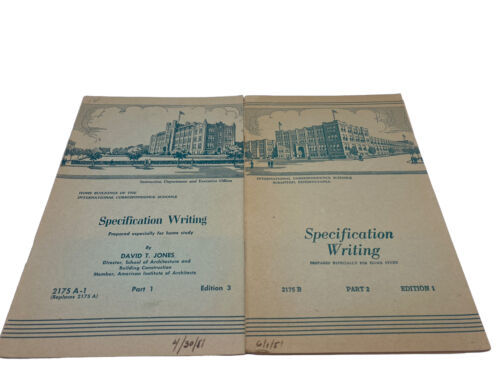 Instruction Department and Executive Offices
HOME BUILDINGS OF THE
INTERNATIONAL CORRESPONDENCE SCHOOLS
Specification Writing
Prepared especially for home study
By
DAVID T. JONES
Director, School of Architecture and
Building Construction
Member, American Institute of Architects
2175 A-1 Part 1 Edition 3
(Replaces 2175 A)
4/30/51
INTERNATIONAL CORRESPONDENCE SCHOOLS
SCRANTON, PENNSYLVANIA
Specification
Writing
PREPARED ESPECIALLY FOR HOME STUDY
2175 B PART 2 EDITION 1
6/1/51